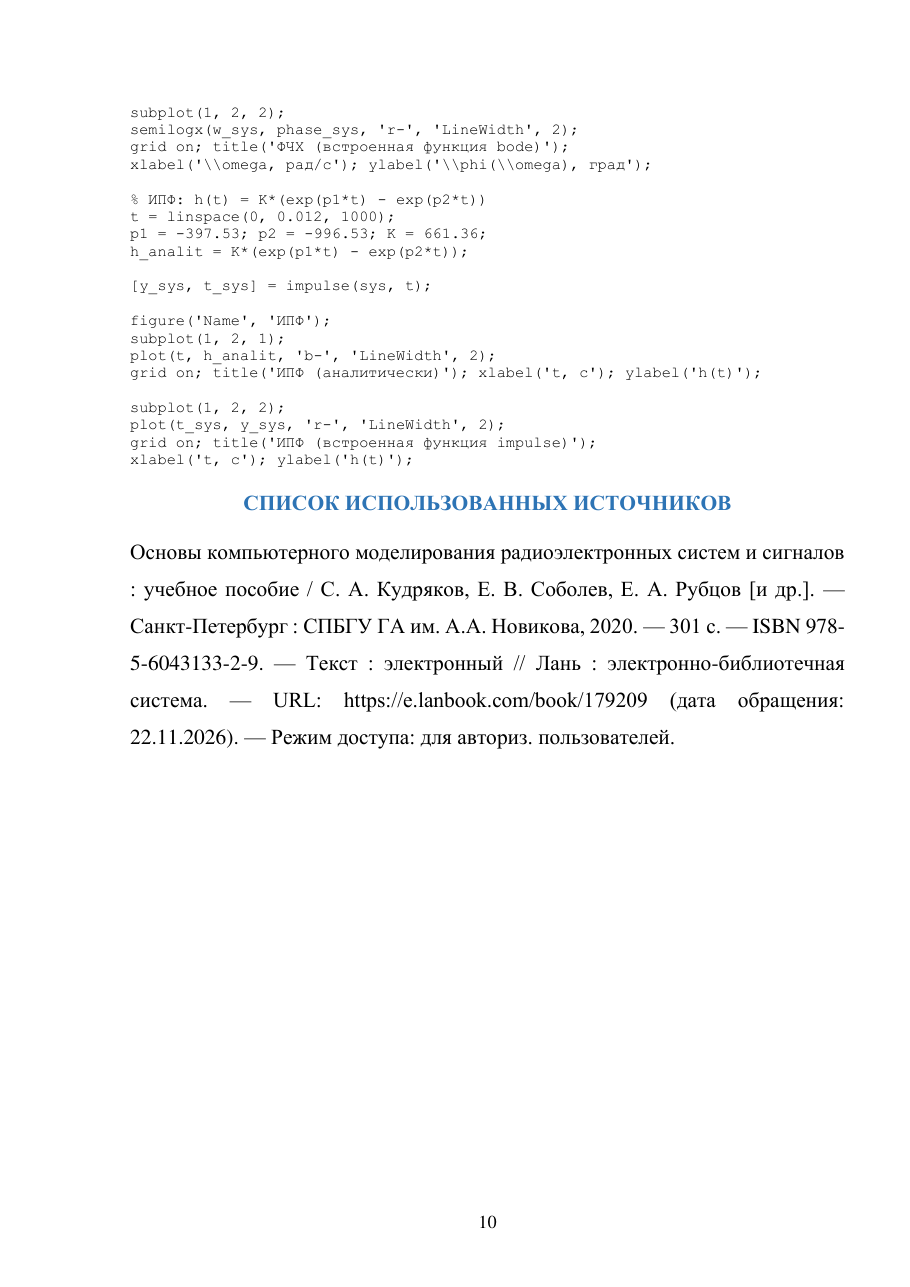 subplot(1, 2, 2);
semilogx(w_sys, phase_sys, 'r-', 'LineWidth', 2);
grid on; title('ФЧХ (встроенная функция bode)');
xlabel('\\omega, рад/с'); ylabel('\\phi(\\omega), град');
% ИПФ: h(t) = K*(exp(p1*t) - exp(p2*t))
t = linspace(0, 0.012, 1000);
p1 = -397.53; p2 = -996.53; K = 661.36;
h_analit = K*(exp(p1*t) - exp(p2*t));
[y_sys, t_sys] = impulse(sys, t);
figure('Name', 'ИПФ');
subplot(1, 2, 1);
plot(t, h_analit, 'b-', 'LineWidth', 2);
grid on; title('ИПФ (аналитически)'); xlabel('t, с'); ylabel('h(t)');
subplot(1, 2, 2);
plot(t_sys, y_sys, 'r-', 'LineWidth', 2);
grid on; title('ИПФ (встроенная функция impulse)');
xlabel('t, с'); ylabel('h(t)');
СПИСОК ИСПОЛЬЗОВАННЫХ ИСТОЧНИКОВ
Основы компьютерного моделирования радиоэлектронных систем и сигналов
: учебное пособие / С. А. Кудряков, Е. В. Соболев, Е. А. Рубцов [и др.]. —
Санкт-Петербург : СПБГУ ГА им. А.А. Новикова, 2020. — 301 с. — ISBN 978-
5-6043133-2-9. — Текст : электронный // Лань : электронно-библиотечная
система. — URL: https://e.lanbook.com/book/179209 (дата обращения:
22.11.2026). — Режим доступа: для авториз. пользователей.
10